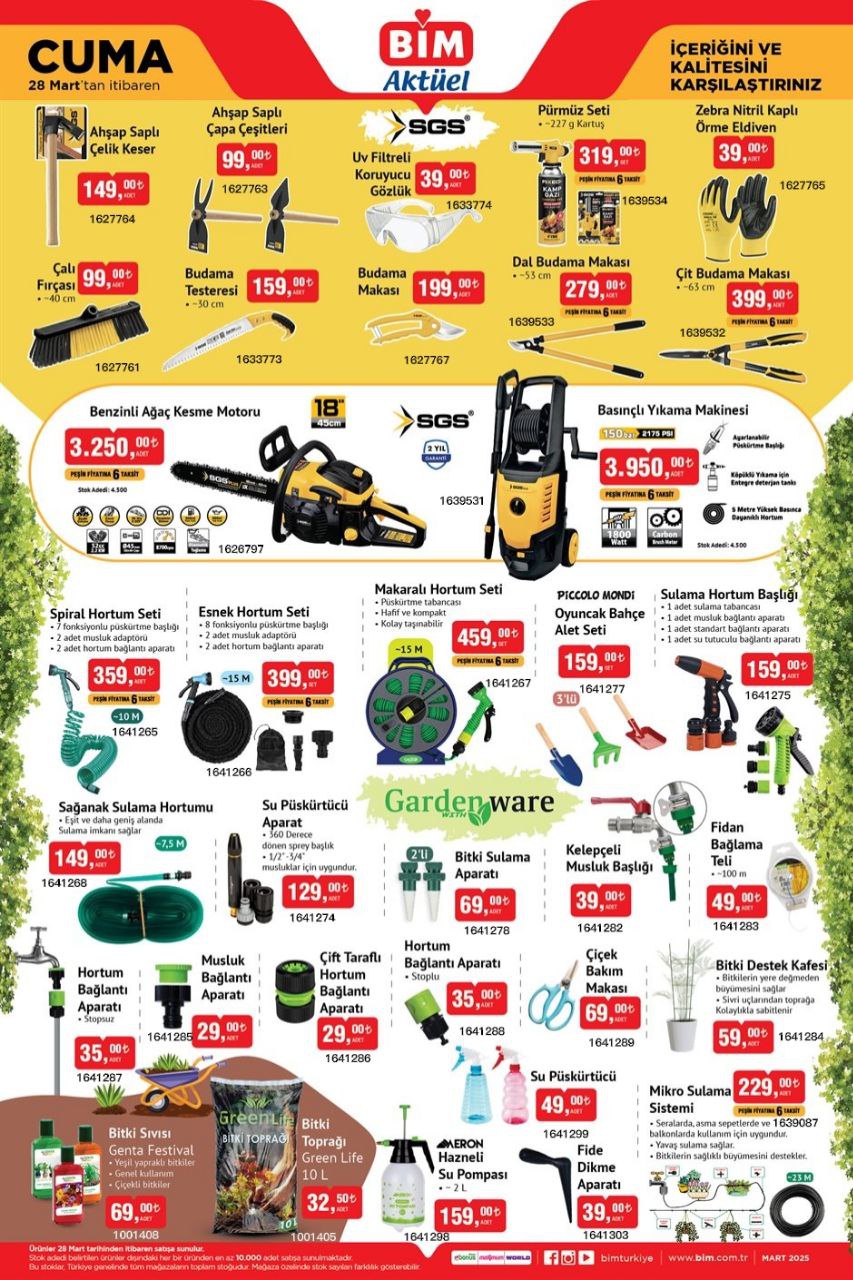 CUMA
28 Mart'tan itibaren
BİM
Aktüel
İÇERİĞİNİ VE
KALİTESİNİ
KARŞILAŞTIRINIZ
Ahşap Saplı
Çelik Keser
149,00₺
ADET
1627764
Ahşap Saplı
Çapa Çeşitleri
99,00₺
ADET
1627763
SGS
Uv Filtreli
Koruyucu
Gözlük
39,00₺
ADET
1633774
Pürmüz Seti
• ~227 g Kartuş
319,00₺
SET
PEŞİN FİYATINA 6 TAKSİT
KAMP
GAZI
1639534
Zebra Nitril Kaplı
Örme Eldiven
39,00₺
ADET
1627765
Çalı
Fırçası
• ~40 cm
99,00₺
ADET
1627761
Budama
Testeresi
• ~30 cm
159,00₺
ADET
1633773
Budama
Makası
199,00₺
ADET
1627767
Dal Budama Makası
• ~53 cm
279,00₺
ADET
PEŞİN FİYATINA 6 TAKSİT
1639533
Çit Budama Makası
• ~63 cm
399,00₺
ADET
PEŞİN FİYATINA 6 TAKSİT
1639532
Benzinli Ağaç Kesme Motoru
3.250,00₺
ADET
PEŞİN FİYATINA 6 TAKSİT
Stok Adedi: 4.500
18"
45cm
SGS
1626797
SGS
2 YIL
GARANTİ
1639531
Basınçlı Yıkama Makinesi
150bar 2175 PSI
3.950,00₺
ADET
PEŞİN FİYATINA 6 TAKSİT
1800
Watt
Carbon
Brush Motor
Ayarlanabilir
Püskürtme Başlığı
Köpüklü Yıkama için
Entegre deterjan tankı
5 Metre Yüksek Basınca
Dayanıklı Hortum
Stok Adedi: 4.500
Spiral Hortum Seti
• 7 fonksiyonlu püskürtme başlığı
• 2 adet musluk adaptörü
• 2 adet hortum bağlantı aparatı
359,00₺
ADET
PEŞİN FİYATINA 6 TAKSİT
~10 M
1641265
Esnek Hortum Seti
• 8 fonksiyonlu püskürtme başlığı
• 2 adet musluk adaptörü
• 2 adet hortum bağlantı aparatı
~15 M
399,00₺
SET
PEŞİN FİYATINA 6 TAKSİT
1641266
Makaralı Hortum Seti
• Püskürtme tabancası
• Hafif ve kompakt
• Kolay taşınabilir
~15 M
459,00₺
SET
PEŞİN FİYATINA 6 TAKSİT
1641267
PİCCOLO MONDİ
Oyuncak Bahçe
Alet Seti
159,00₺
SET
1641277
3'lü
Sulama Hortum Başlığı
• 1 adet sulama tabancası
• 1 adet musluk bağlantı aparatı
• 1 adet standart bağlantı aparatı
• 1 adet su tutuculu bağlantı aparatı
159,00₺
ADET
1641275
Sağanak Sulama Hortumu
• Eşit ve daha geniş alanda
Sulama imkanı sağlar
149,00₺
ADET
~7,5 M
1641268
Su Püskürtücü
Aparat
• 360 Derece
dönen sprey başlık
• 1/2"-3/4"
musluklar için uygundur.
129,00₺
ADET
1641274
Garden ware
WITH
2'li
Bitki Sulama
Aparatı
69,00₺
ADET
1641278
Kelepçeli
Musluk Başlığı
39,00₺
ADET
1641282
Fidan
Bağlama
Teli
• ~100 m
49,00₺
ADET
1641283
Hortum
Bağlantı
Aparatı
• Stopsuz
35,00₺
ADET
1641287
Musluk
Bağlantı
Aparatı
29,00₺
ADET
1641285
Çift Taraflı
Hortum
Bağlantı
Aparatı
29,00₺
ADET
1641286
Hortum
Bağlantı Aparatı
• Stoplu
35,00₺
ADET
1641288
Çiçek
Bakım
Makası
69,00₺
ADET
1641289
Bitki Destek Kafesi
• Bitkilerin yere değmeden
büyümesini sağlar
• Sivri uçlarından toprağa
Kolaylıkla sabitlenir
59,00₺
ADET
1641284
Bitki Sıvısı
Genta Festival
• Yeşil yapraklı bitkiler
• Genel kullanım
• Çiçekli bitkiler
69,00₺
ADET
1001408
GreenLife
BİTKİ TOPRAĞI
10L
Bitki
Toprağı
Green Life
10 L
32,50₺
ADET
1001405
Su Püskürtücü
49,00₺
ADET
1641299
AERON
Hazneli
Su Pompası
• ~ 2 L
159,00₺
ADET
1641298
Fide
Dikme
Aparatı
39,00₺
ADET
1641303
Mikro Sulama
Sistemi
229,00₺
ADET
PEŞİN FİYATINA 6 TAKSİT
• Seralarda, asma sepetlerde ve
balkonlarda kullanım için uygundur.
• Yavaş sulama sağlar.
• Bitkilerin sağlıklı büyümesini destekler.
1639087
~23 M
Ürünler 28 Mart tarihinden itibaren satışa sunulur.
Stok adedi belirtilen ürünler dışındaki her bir üründen en az 10.000 adet satışa sunulmaktadır.
Bu stoklar, Türkiye genelinde tüm mağazaların toplam stoğudur. Mağaza özelinde stok sayıları farklılık gösterebilir.
bonus maximum WORLD
bimturkiye
www.bim.com.tr
MART 2025